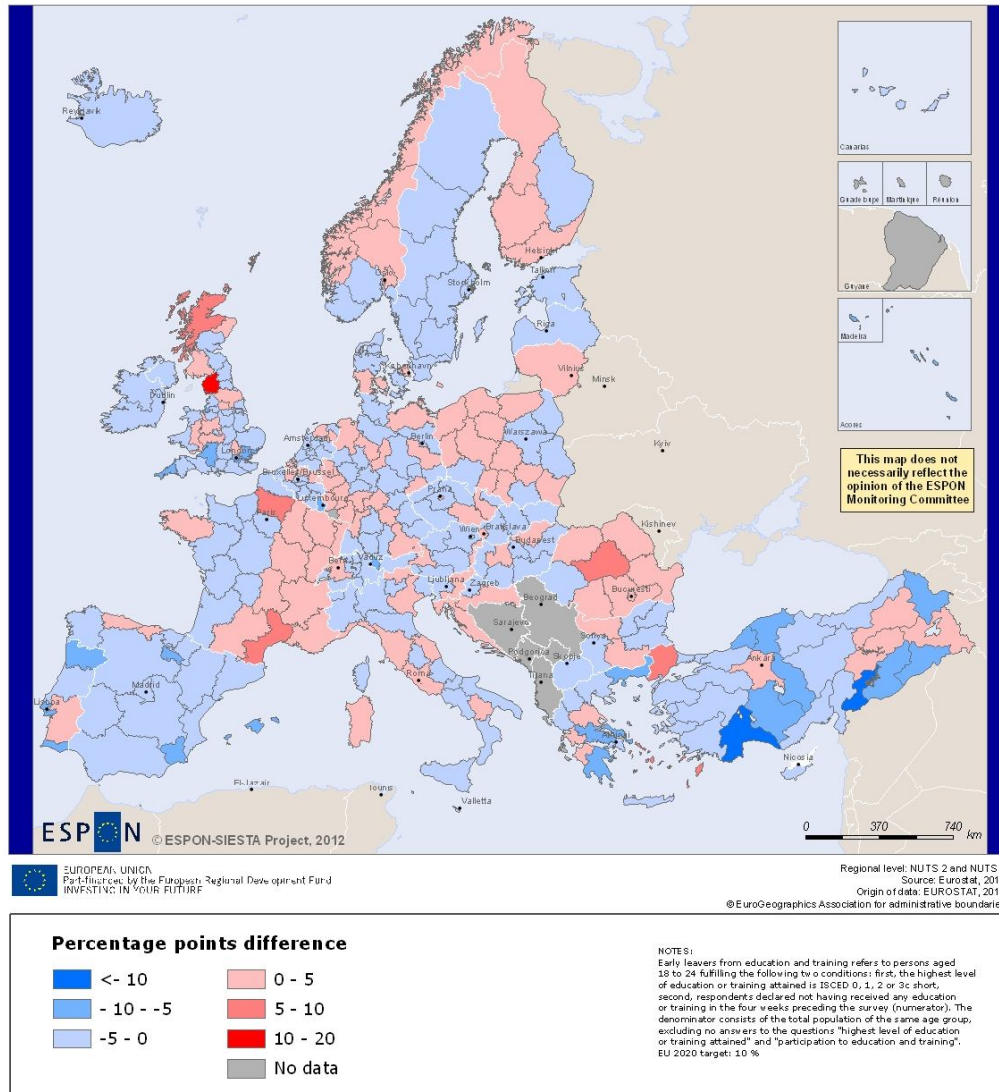 Reykjavik
Canarias
Guadeloupe
Martinique
Réunion
Guyane
Madeira
Acores
Helsinki
Oslo
Tallinn
Stockholm
Riga
København
Vilnius
Minsk
Dublin
Amsterdam
Berlin
Warszawa
London
Bruxelles/Brussel
Kyiv
Luxembourg
Praha
Paris
Wien
Bratislava
Kishinev
Budapest
Bern
Vaduz
Ljubljana
Zagreb
Beograd
Bucuresti
Sarajevo
Sofiya
Podgorica
Skopje
Roma
Tirana
Ankara
Madrid
Lisboa
Nicosia
El-Jazair
Tounis
Valletta
This map does not
necessarily reflect the
opinion of the ESPON
Monitoring Committee
ESPON
© ESPON-SIESTA Project, 2012
0 370 740
km
EUROPEAN UNION
Part-financed by the European Regional Development Fund
INVESTING IN YOUR FUTURE
Regional level: NUTS 2 and NUTS
Source: Eurostat, 201
Origin of data: EUROSTAT, 201
© EuroGeographics Association for administrative boundarie
Percentage points difference
<- 10
- 10 - -5
-5 - 0
0 - 5
5 - 10
10 - 20
No data
NOTES:
Early leavers from education and training refers to persons aged
18 to 24 fulfilling the following two conditions: first, the highest level
of education or training attained is ISCED 0, 1, 2 or 3c short,
second, respondents declared not having received any education
or training in the four weeks preceding the survey (numerator). The
denominator consists of the total population of the same age group,
excluding no answers to the questions "highest level of education
or training attained" and "participation to education and training".
EU 2020 target: 10 %